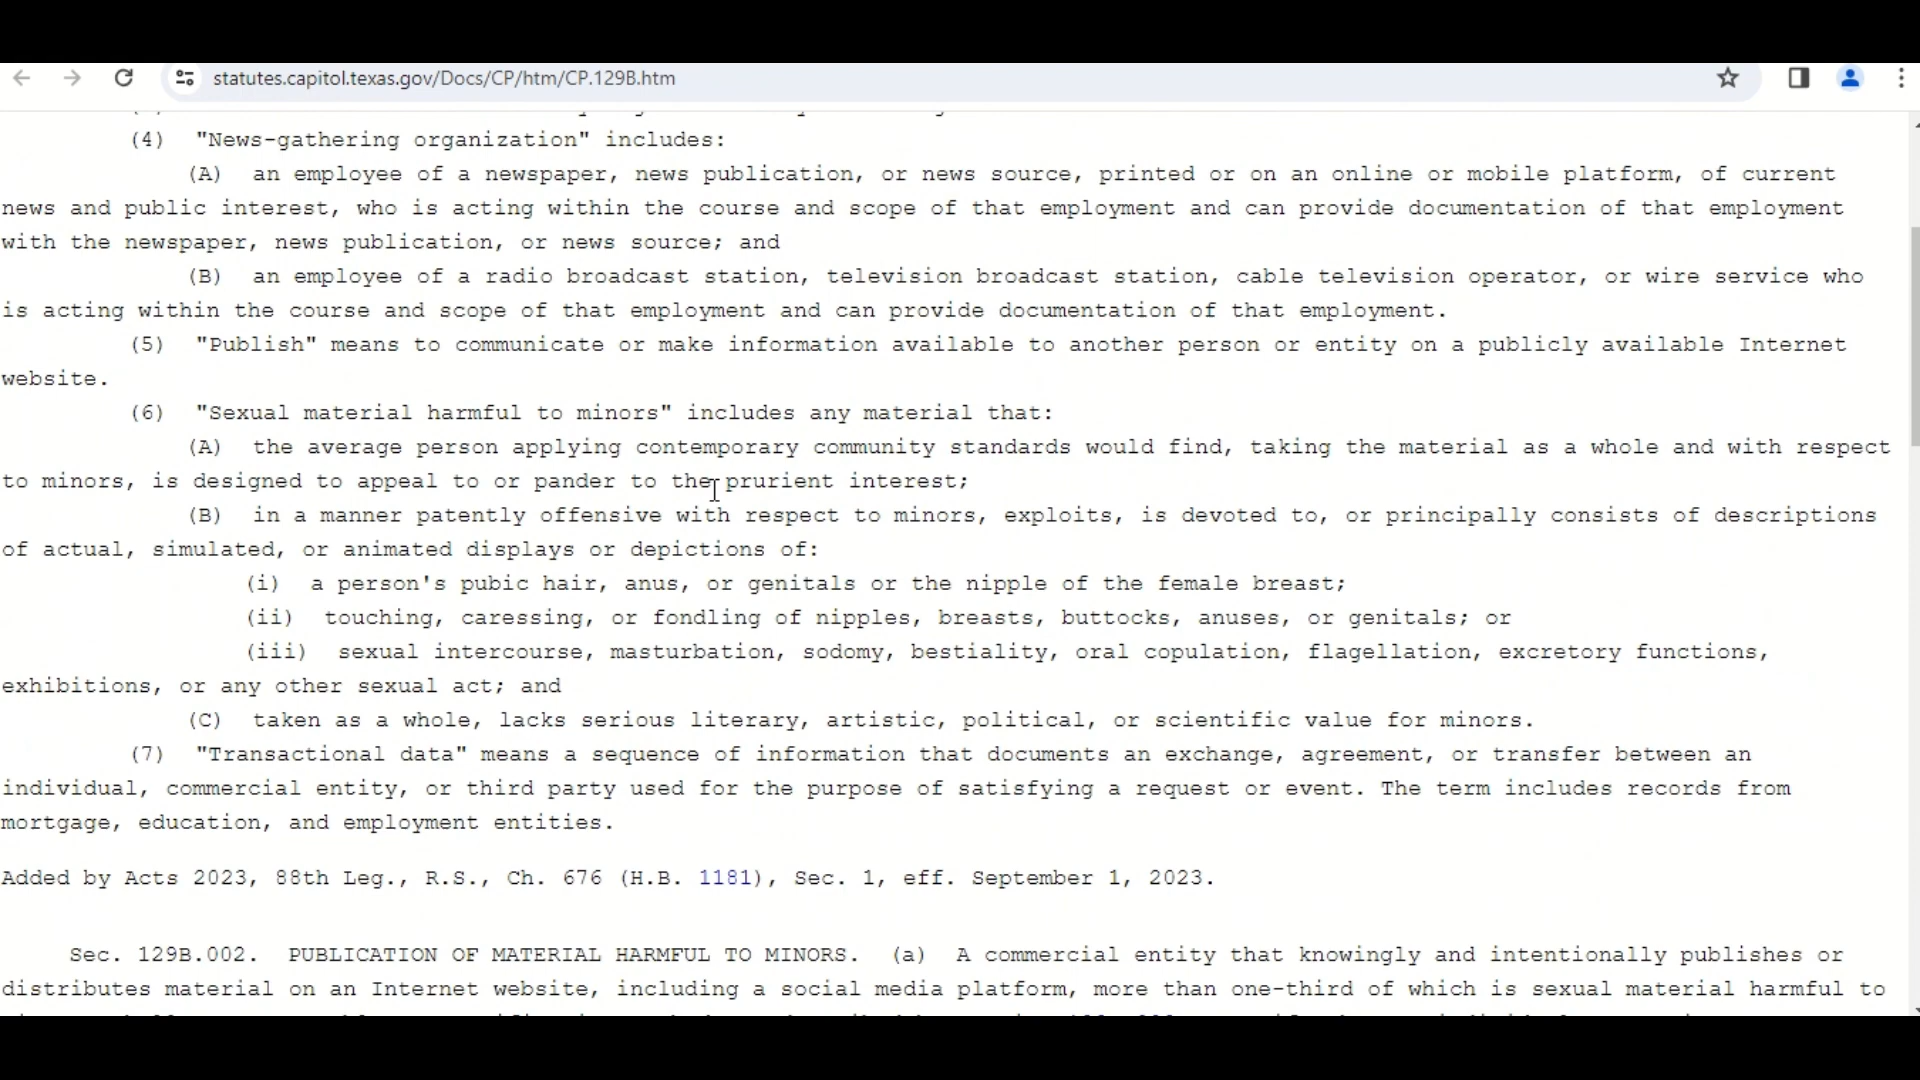 statutes.capitol.texas.gov/Docs/CP/htm/CP.129B.htm
(4) "News-gathering organization" includes:
(A) an employee of a newspaper, news publication, or news source, printed or on an online or mobile platform, of current
news and public interest, who is acting within the course and scope of that employment and can provide documentation of that employment
with the newspaper, news publication, or news source; and
(B) an employee of a radio broadcast station, television broadcast station, cable television operator, or wire service who
is acting within the course and scope of that employment and can provide documentation of that employment.
(5) "Publish" means to communicate or make information available to another person or entity on a publicly available Internet
website.
(6) "Sexual material harmful to minors" includes any material that:
(A) the average person applying contemporary community standards would find, taking the material as a whole and with respect
to minors, is designed to appeal to or pander to the prurient interest;
(B) in a manner patently offensive with respect to minors, exploits, is devoted to, or principally consists of descriptions
of actual, simulated, or animated displays or depictions of:
(i) a person's pubic hair, anus, or genitals or the nipple of the female breast;
(ii) touching, caressing, or fondling of nipples, breasts, buttocks, anuses, or genitals; or
(iii) sexual intercourse, masturbation, sodomy, bestiality, oral copulation, flagellation, excretory functions,
exhibitions, or any other sexual act; and
(C) taken as a whole, lacks serious literary, artistic, political, or scientific value for minors.
(7) "Transactional data" means a sequence of information that documents an exchange, agreement, or transfer between an
individual, commercial entity, or third party used for the purpose of satisfying a request or event. The term includes records from
mortgage, education, and employment entities.
Added by Acts 2023, 88th Leg., R.S., Ch. 676 (H.B. 1181), Sec. 1, eff. September 1, 2023.
Sec. 129B.002. PUBLICATION OF MATERIAL HARMFUL TO MINORS. (a) A commercial entity that knowingly and intentionally publishes or
distributes material on an Internet website, including a social media platform, more than one-third of which is sexual material harmful to